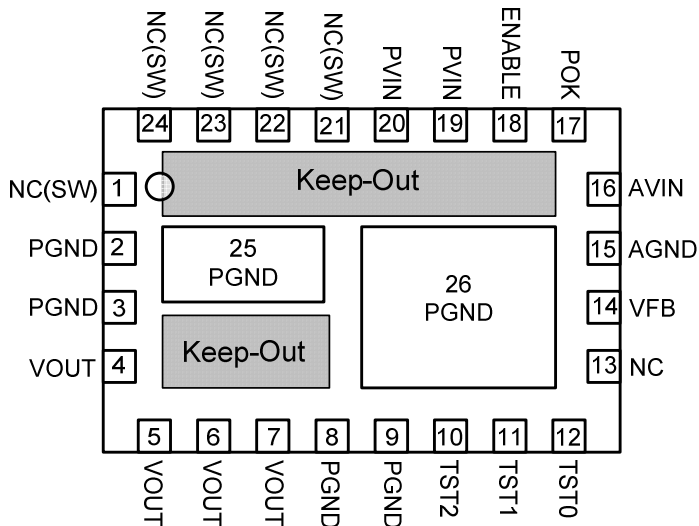 NC(SW)
NC(SW)
NC(SW)
NC(SW)
PVIN
PVIN
ENABLE
POK
24
23
22
21
20
19
18
17
NC(SW)
1
Keep-Out
16
AVIN
PGND
2
25
PGND
26
PGND
15
AGND
PGND
3
14
VFB
Keep-Out
VOUT
4
13
NC
5
6
7
8
9
10
11
12
VOUT
VOUT
VOUT
PGND
PGND
TST2
TST1
TST0